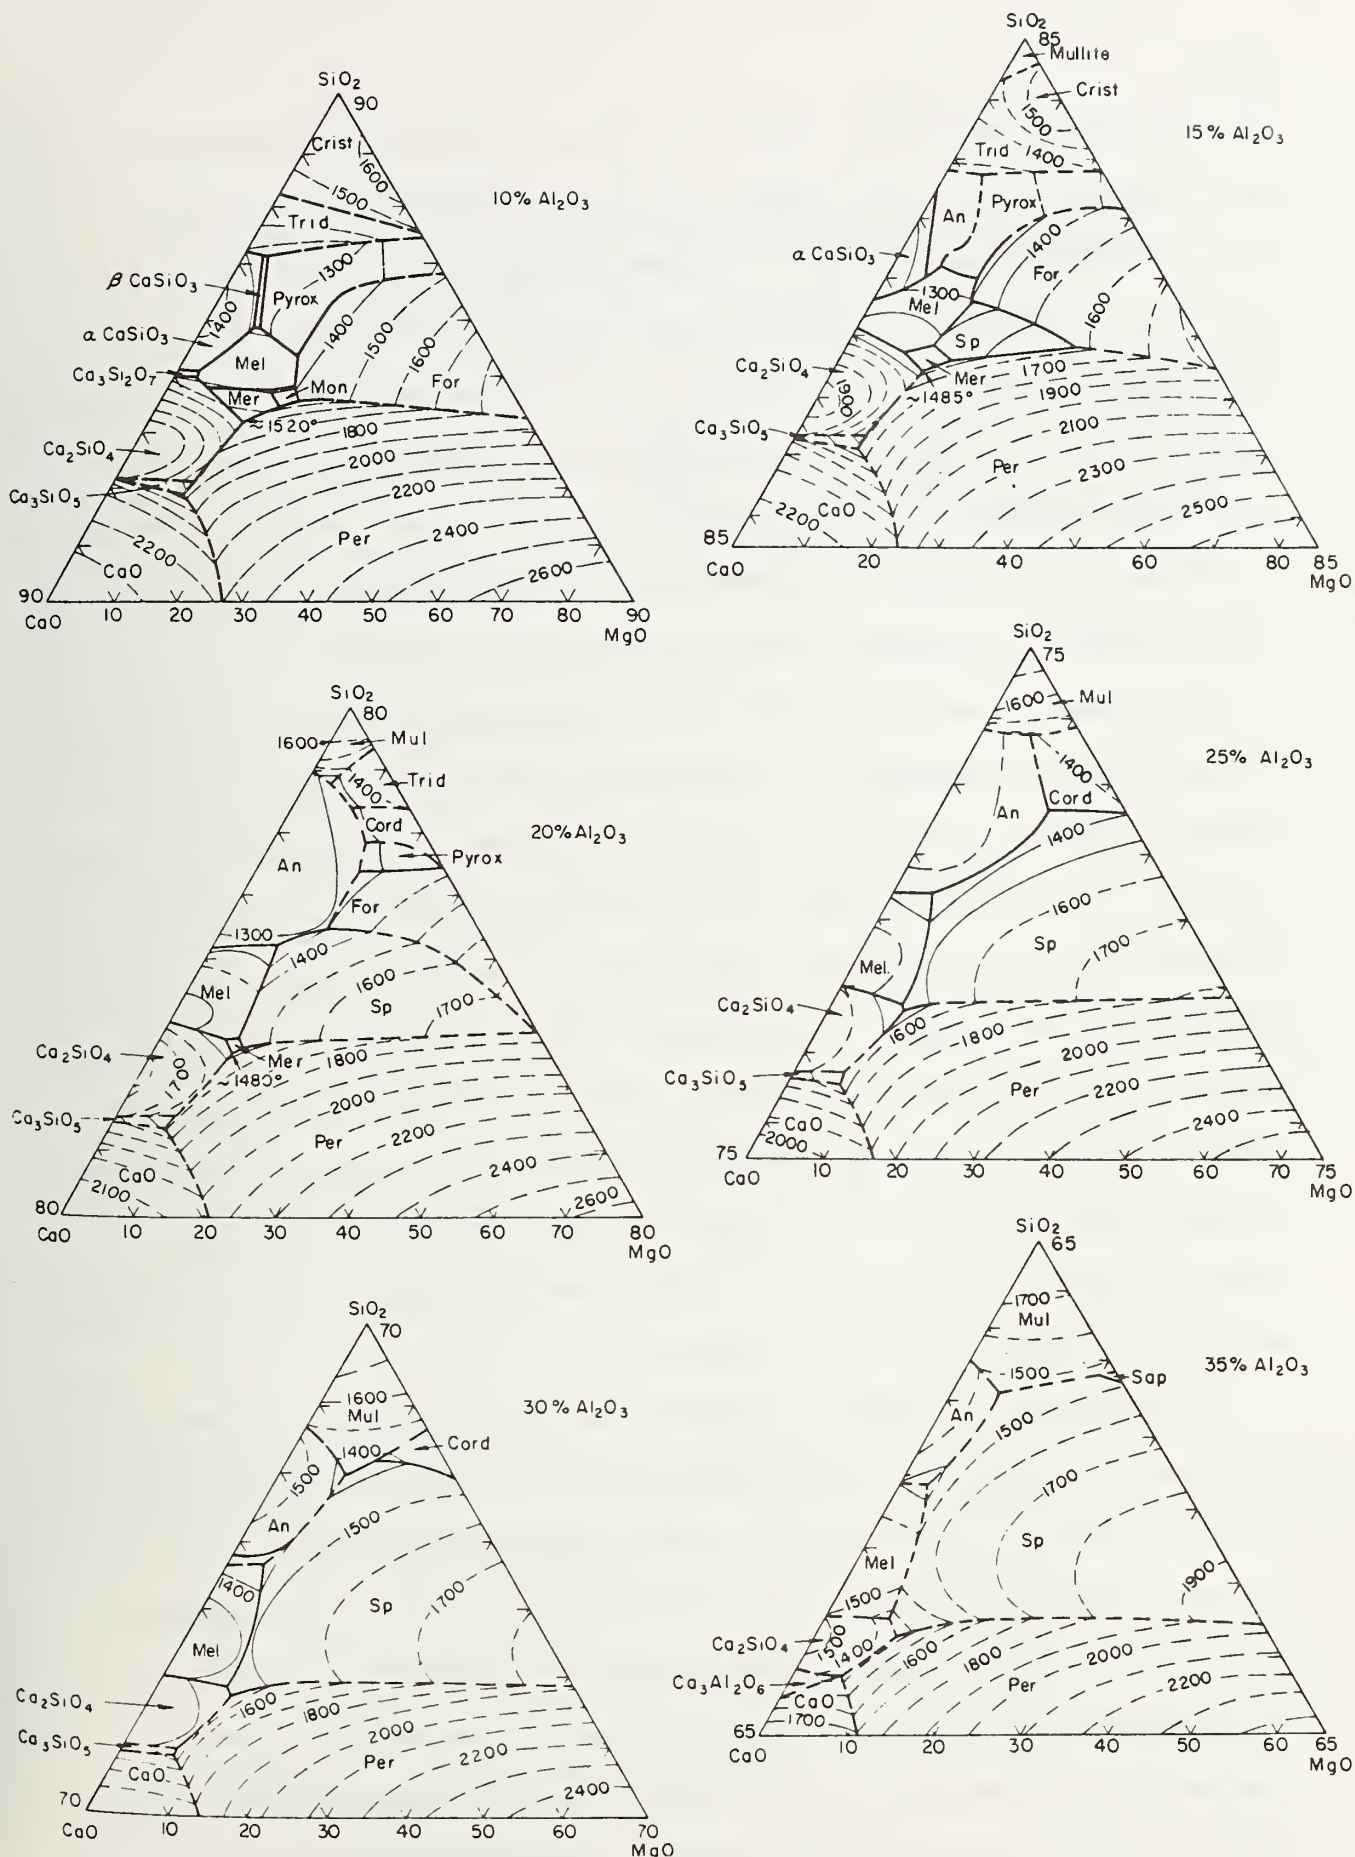 SiO₂
90
Crist
1600
1500
Trid
10% Al₂O₃
β CaSiO₃
1300
Pyrox
1400
α CaSiO₃
1400
1500
1600
Mel
For
Ca₃Si₂O₇
Mon
Mer
≈1520°
1800
Ca₂SiO₄
2000
Ca₃SiO₅
2200
Per
2400
2200
CaO
2600
90
CaO
10
20
30
40
50
60
70
80
90
MgO
SiO₂
85
Mullite
Crist
1500
15% Al₂O₃
Trid
1400
An
Pyrox
1400
α CaSiO₃
For
1300
Mel
1600
Sp
Ca₂SiO₄
Mer
1700
1900
~1485°
1900
2100
Ca₃SiO₅
Per
2300
CaO
2200
2500
85
CaO
20
40
60
80
85
MgO
SiO₂
80
1600
Mul
1400
Trid
Cord
20% Al₂O₃
Pyrox
An
For
1300
1400
1600
Mel
Sp
1700
Ca₂SiO₄
Mer
1700
~1480°
1800
2000
Ca₃SiO₅
Per
2200
CaO
2400
2100
2600
80
CaO
10
20
30
40
50
60
70
80
MgO
SiO₂
75
1600
Mul
25% Al₂O₃
1400
Cord
An
1400
1600
Sp
1700
Mel.
Ca₂SiO₄
1600
1800
2000
Ca₃SiO₅
Per
2200
CaO
2400
2000
75
CaO
10
20
30
40
50
60
70
75
MgO
SiO₂
70
1600
Mul
30% Al₂O₃
1400
Cord
1500
An
1500
1400
Sp
1700
Mel
Ca₂SiO₄
1600
1800
2000
Ca₃SiO₅
Per
2200
CaO
2400
70
CaO
10
20
30
40
50
60
70
MgO
SiO₂
65
1700
Mul
1500
Sap
35% Al₂O₃
An
1500
1700
Sp
Mel
1900
1500
Ca₂SiO₄
1500
1400
1600
1800
2000
Ca₃Al₂O₆
Per
2200
CaO
1700
65
CaO
10
20
30
40
50
60
65
MgO